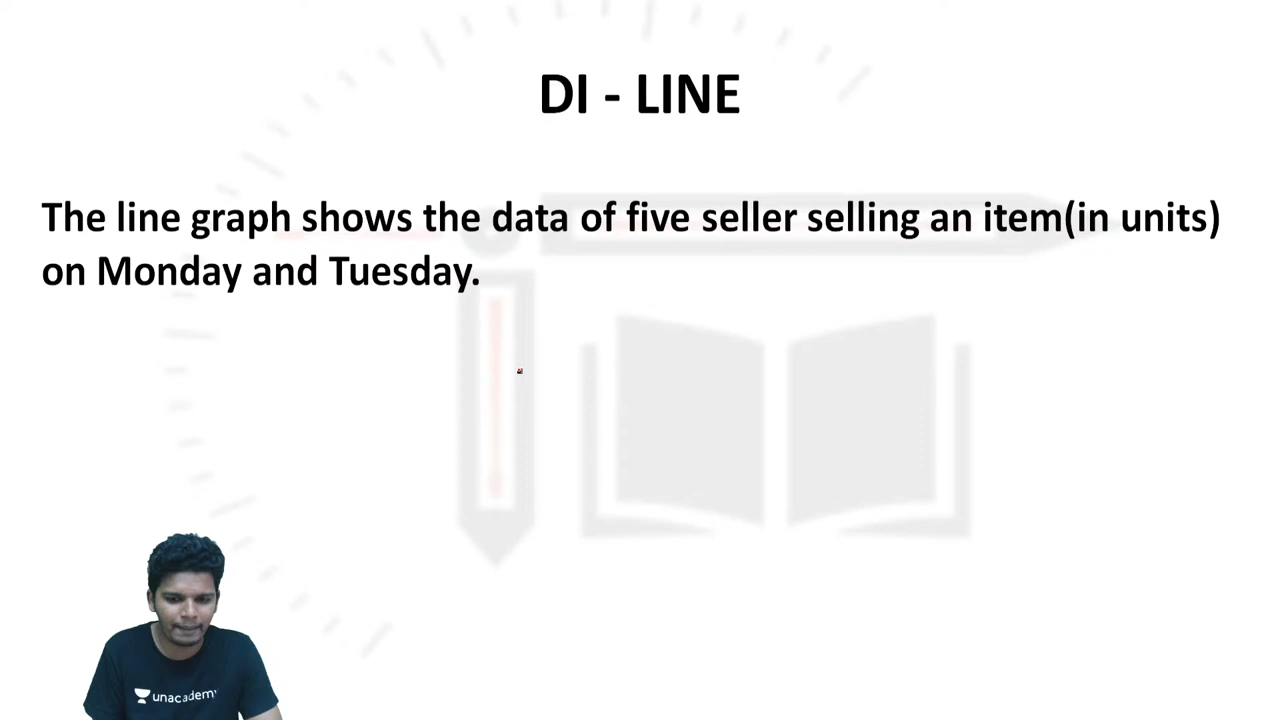 DI - LINE
The line graph shows the data of five seller selling an item(in units)
on Monday and Tuesday.
unacademy